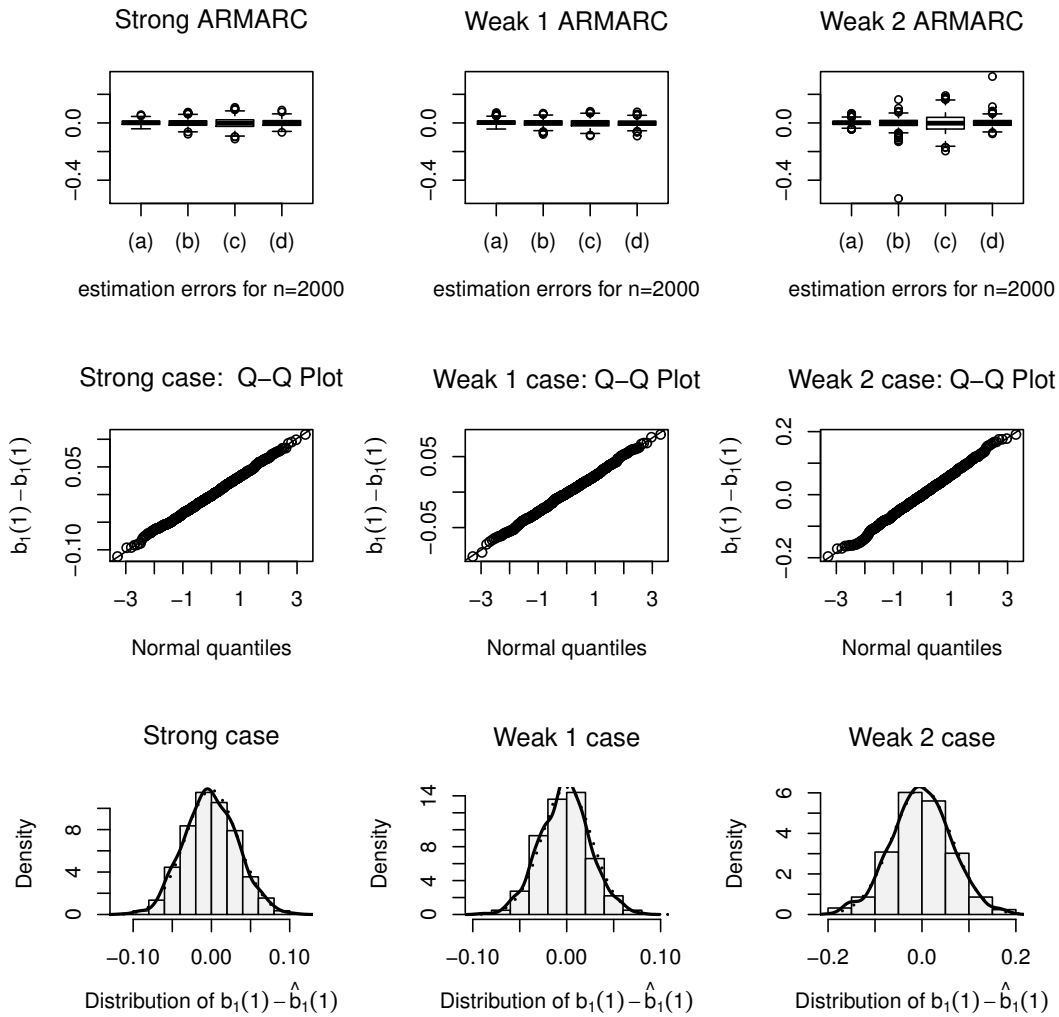 Strong ARMARC
Weak 1 ARMARC
Weak 2 ARMARC
0.0
−0.4
(a) (b) (c) (d)
estimation errors for n=2000
0.0
−0.4
(a) (b) (c) (d)
estimation errors for n=2000
0.0
−0.4
(a) (b) (c) (d)
estimation errors for n=2000
Strong case: Q−Q Plot
Weak 1 case: Q−Q Plot
Weak 2 case: Q−Q Plot
b₁(1) − b₁(1)
0.05
−0.10
−3 −1 1 3
Normal quantiles
b₁(1) − b₁(1)
0.05
−0.05
−3 −1 1 3
Normal quantiles
b₁(1) − b₁(1)
0.2
0.0
−0.2
−3 −1 1 3
Normal quantiles
Strong case
Weak 1 case
Weak 2 case
Density
8
4
0
−0.10 0.00 0.10
Distribution of b₁(1) − b̂₁(1)
Density
14
8
4
0
−0.10 0.00 0.10
Distribution of b₁(1) − b̂₁(1)
Density
6
4
2
0
−0.2 0.0 0.2
Distribution of b₁(1) − b̂₁(1)